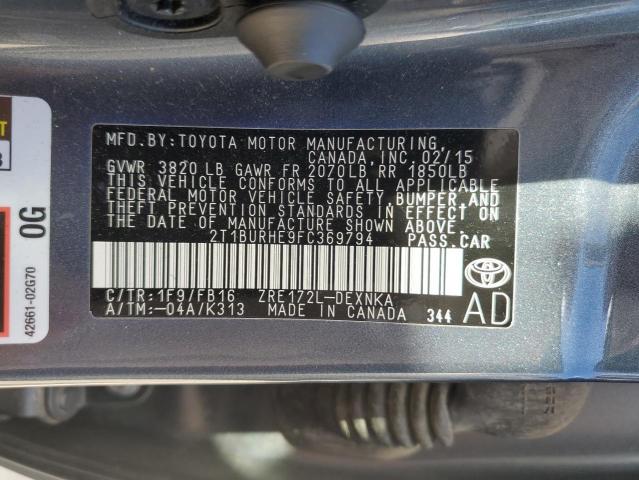 MFD.BY:TOYOTA MOTOR MANUFACTURING,
CANADA,INC. 02/15
GVWR 3820 LB GAWR FR 2070LB RR 1850LB
THIS VEHICLE CONFORMS TO ALL APPLICABLE
FEDERAL MOTOR VEHICLE SAFETY,BUMPER,AND
THEFT PREVENTION STANDARDS IN EFFECT ON
THE DATE OF MANUFACTURE SHOWN ABOVE.
2T1BURHE9FC369794 PASS.CAR
C/TR:1F9/FB16 ZRE172L-DEXNKA
A/TM:-04A/K313 MADE IN CANADA 344 AD
0G
42661-02G70